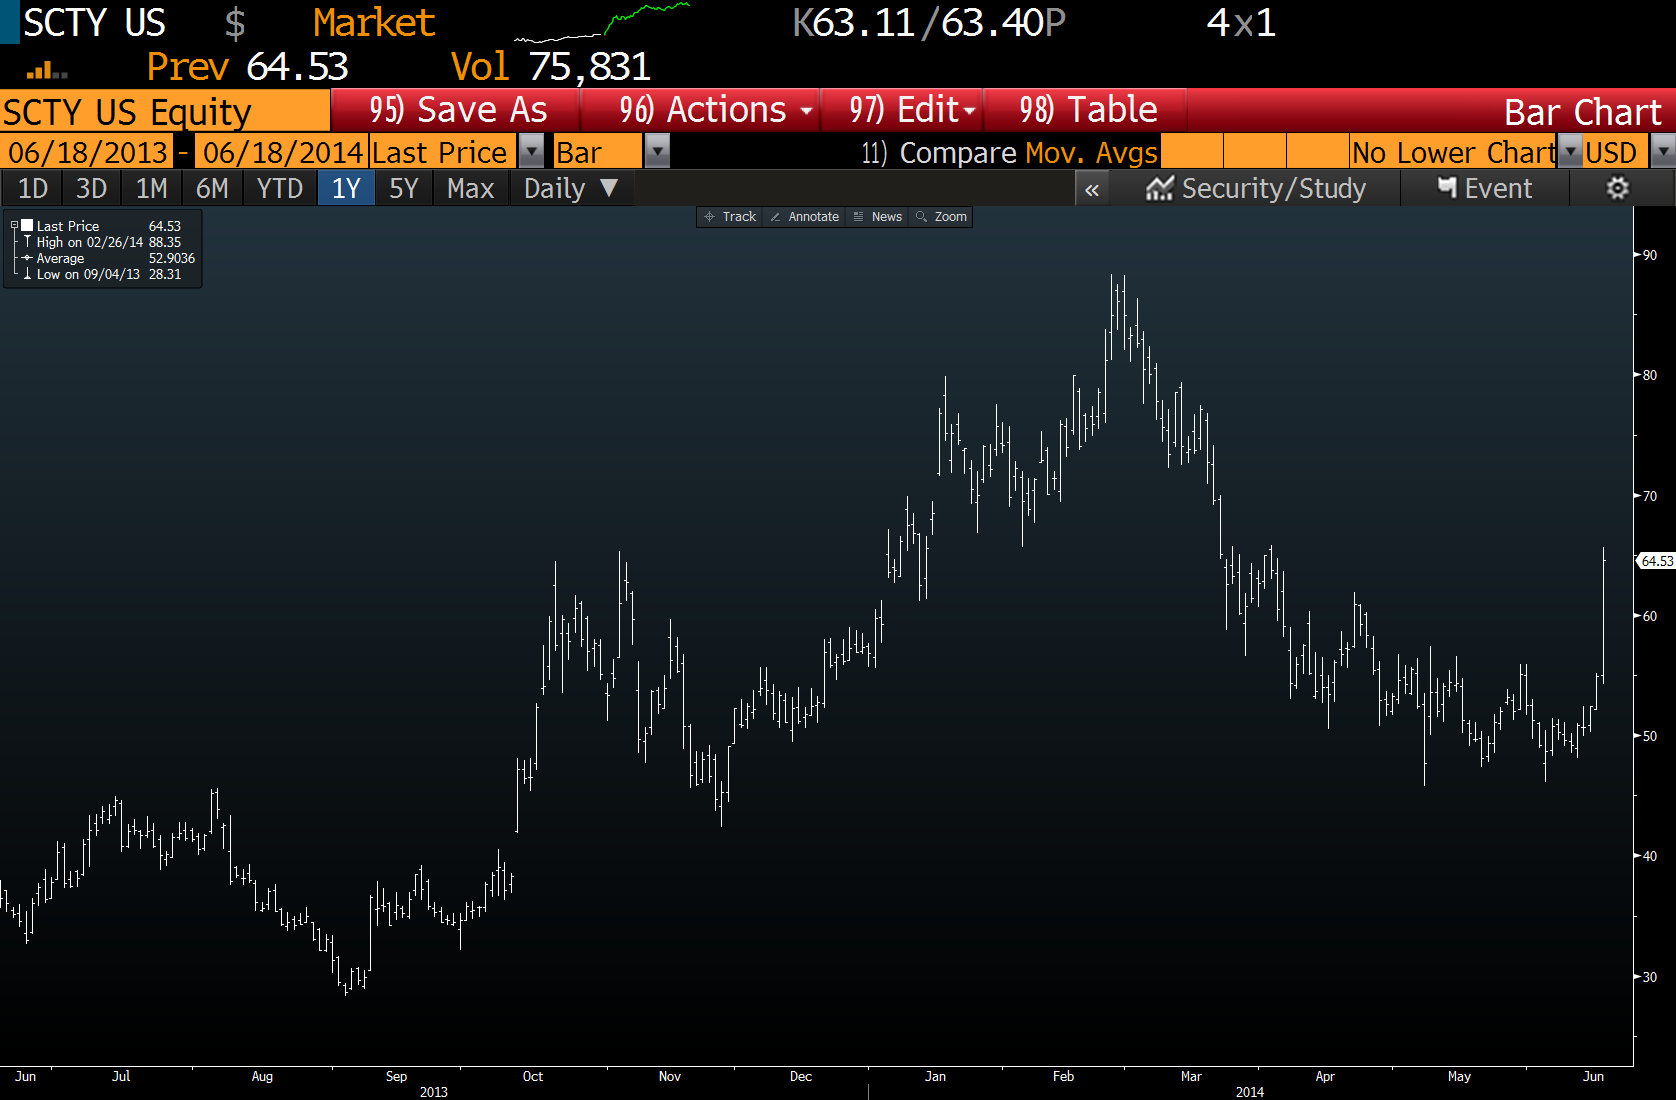 SCTY US $ Market K63.11/63.40P 4x1
Prev 64.53 Vol 75,831
SCTY US Equity 95) Save As 96) Actions 97) Edit 98) Table Bar Chart
06/18/2013 - 06/18/2014 Last Price Bar 11) Compare Mov. Avgs No Lower Chart USD
1D 3D 1M 6M YTD 1Y 5Y Max Daily ▼ « Security/Study Event
Track Annotate News Zoom
Last Price 64.53
High on 02/26/14 88.35
Average 52.9036
Low on 09/04/13 28.31
90
80
70
64.53
60
50
40
30
Jun Jul Aug Sep Oct Nov Dec Jan Feb Mar Apr May Jun
2013 2014